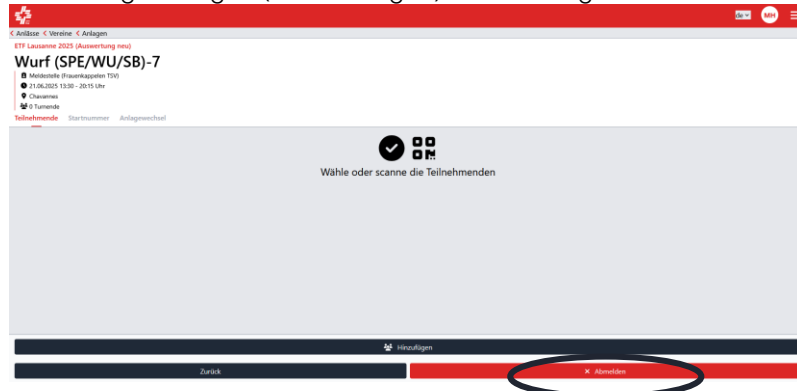 de
MH
< Anlässe < Vereine < Anlagen
ETF Lausanne 2025 (Auswertung neu)
Wurf (SPE/WU/SB)-7
Meldestelle (Frauenkappelen TSV)
21.06.2025 13:30 - 20:15 Uhr
Chavannes
0 Turnende
Teilnehmende Startnummer Anlagewechsel
Wähle oder scanne die Teilnehmenden
Hinzufügen
Zurück
× Abmelden